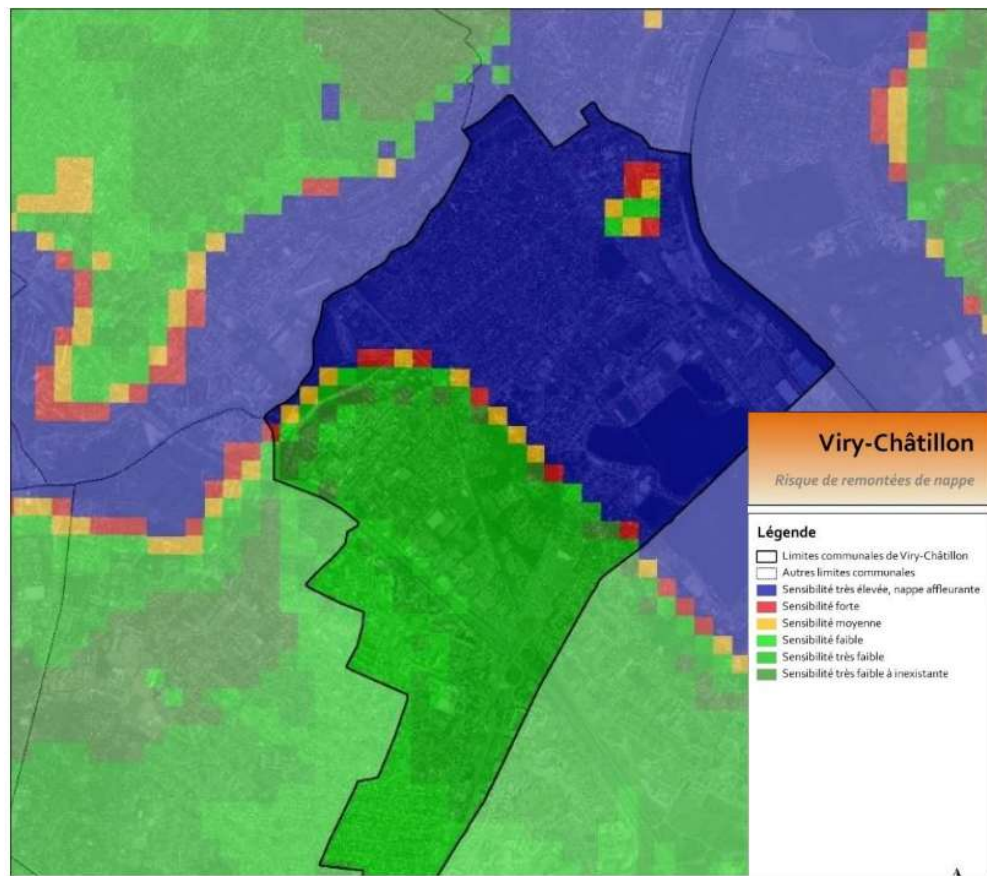 Viry-Châtillon
Risque de remontées de nappe
Légende
Limites communales de Viry-Châtillon
Autres limites communales
Sensibilité très élevée, nappe affleurante
Sensibilité forte
Sensibilité moyenne
Sensibilité faible
Sensibilité très faible
Sensibilité très faible à inexistante